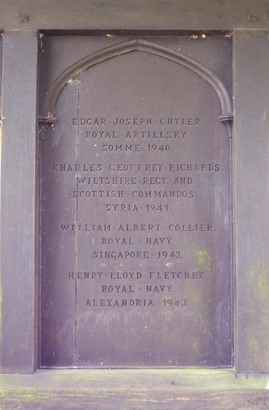 EDGAR JOSEPH CUTLER
ROYAL ARTILLERY
SOMME 1940.
CHARLES GEOFFREY RICHARDS
WILTSHIRE REGT. AND
SCOTTISH COMMANDOS.
SYRIA 1941.
WILLIAM ALBERT COLLIER.
ROYAL NAVY
SINGAPORE 1942.
HENRY LLOYD FLETCHER
ROYAL NAVY
ALEXANDRIA 1943.